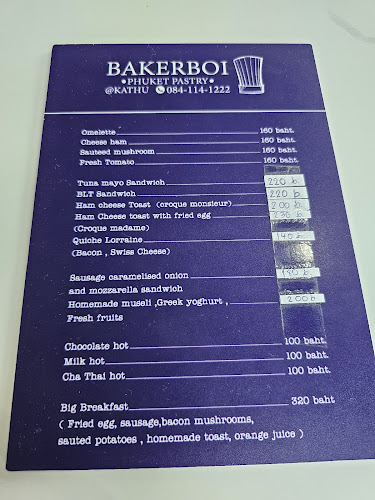 BAKERBOI
•PHUKET PASTRY•
@KATHU 084-114-1222
Omelette 160 baht.
Cheese ham 160 baht.
Sauteed mushroom 160 baht.
Fresh Tomato 160 baht.
Tuna mayo Sandwich 220 b.
BLT Sandwich 220 b.
Ham cheese Toast (croque monsieur) 200 b.
Ham Cheese toast with fried egg 230 b.
(Croque madame)
Quiche Lorraine 140 b.
(Bacon , Swiss Cheese)
Sausage caramelised onion b.
and mozzarella sandwich
Homemade museli ,Greek yoghurt , 200 b
Fresh fruits
Chocolate hot 100 baht.
Milk hot 100 baht.
Cha Thai hot 100 baht.
Big Breakfast 320 baht
( Fried egg, sausage,bacon mushrooms,
sauted potatoes , homemade toast, orange juice )